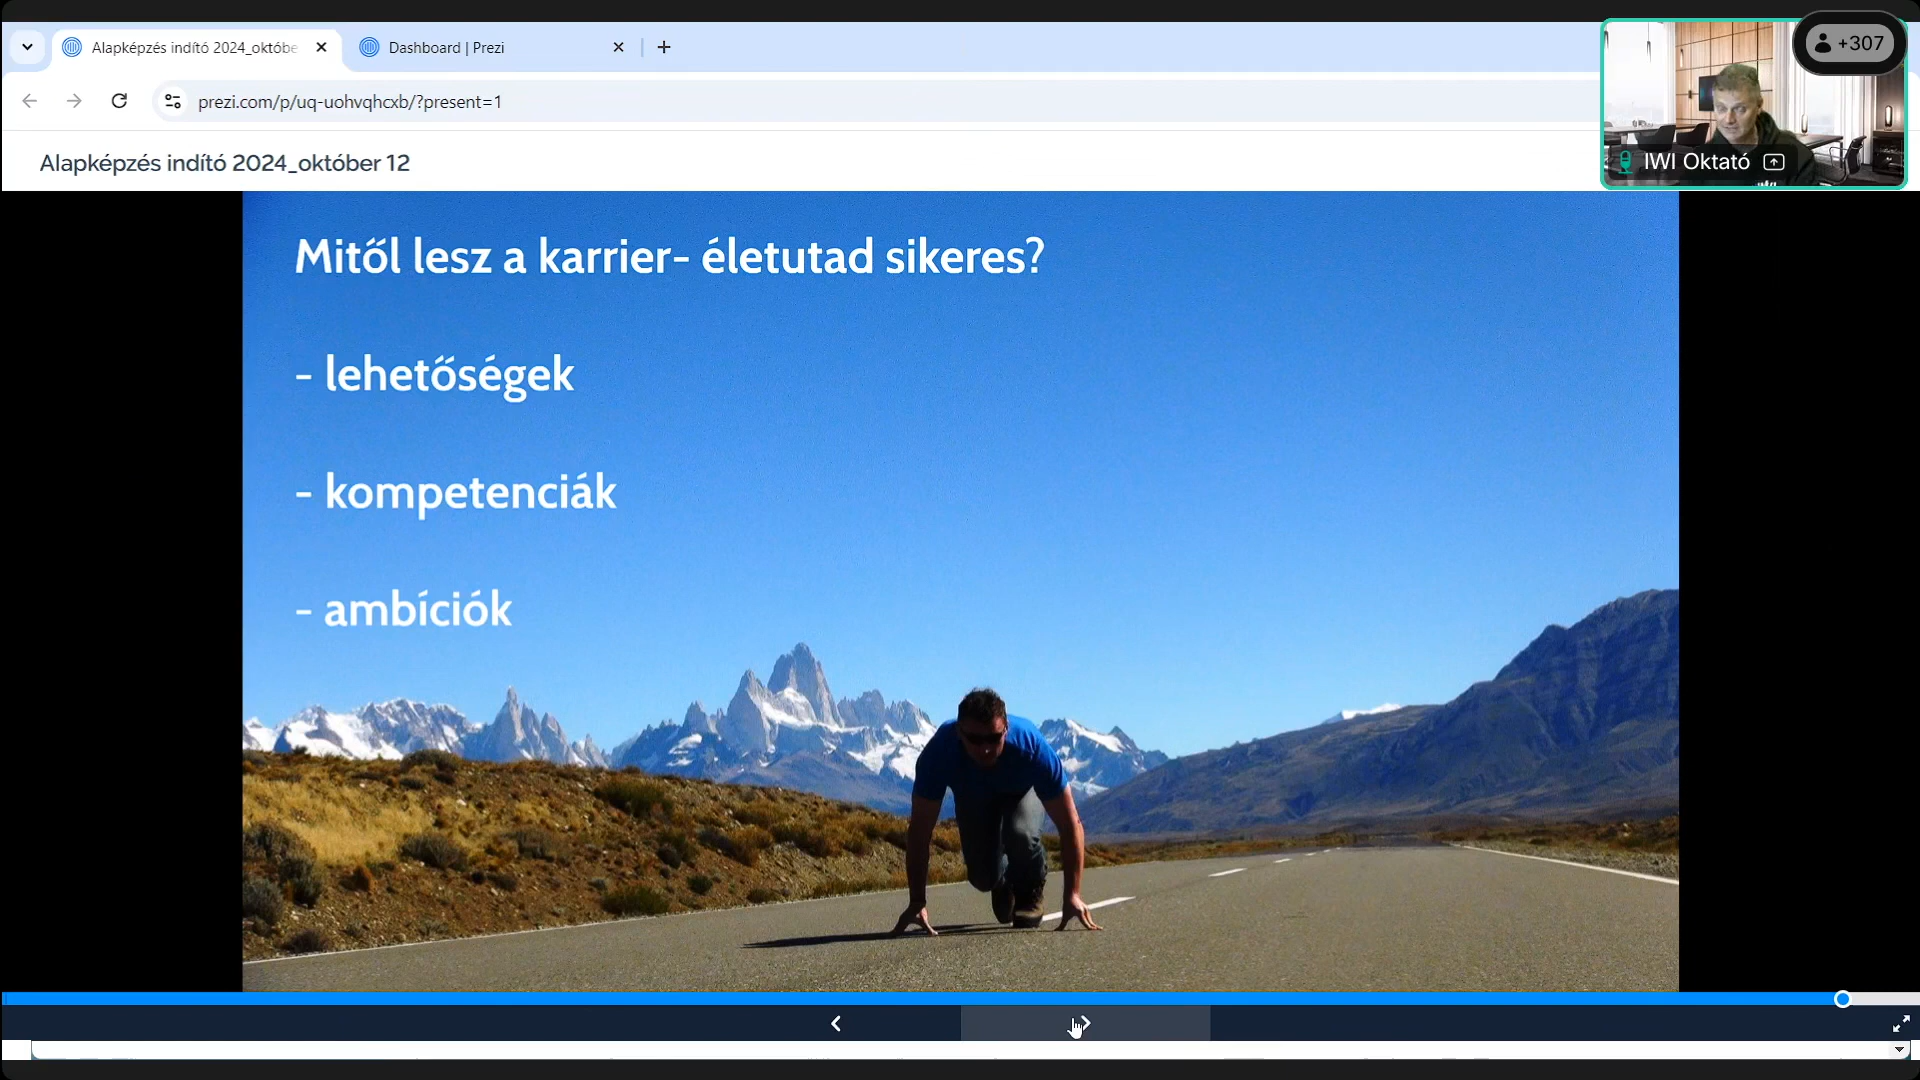 Alapképzés indító 2024_októbe
Dashboard | Prezi
+307
prezi.com/p/uq-uohvqhcxb/?present=1
Alapképzés indító 2024_október 12
IWI Oktató
Mitől lesz a karrier- életutad sikeres?
- lehetőségek
- kompetenciák
- ambíciók